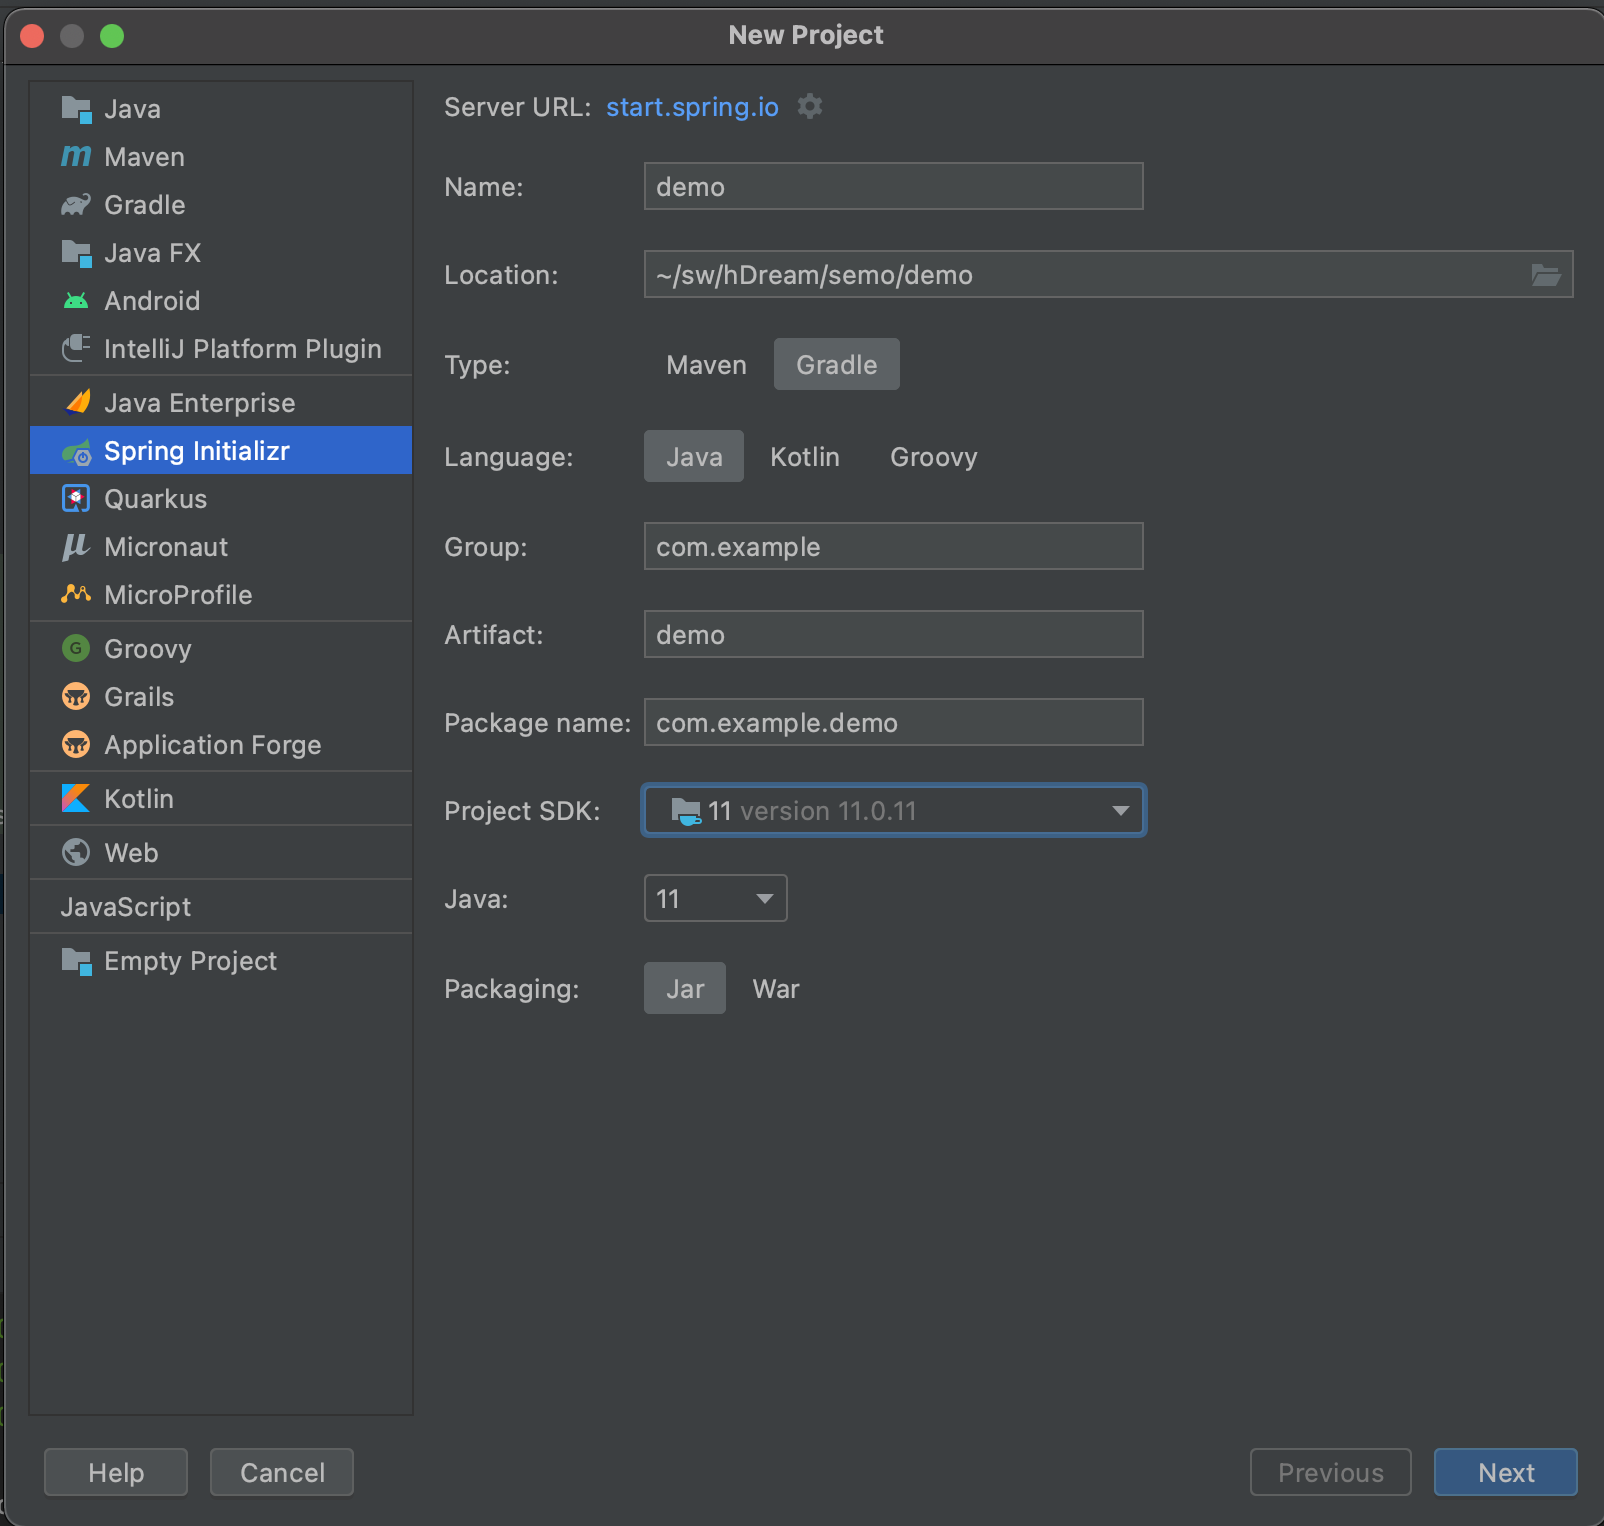 New Project
Java
Maven
Gradle
Java FX
Android
IntelliJ Platform Plugin
Java Enterprise
Spring Initializr
Quarkus
Micronaut
MicroProfile
Groovy
Grails
Application Forge
Kotlin
Web
JavaScript
Empty Project
Server URL: start.spring.io
Name: demo
Location: ~/sw/hDream/semo/demo
Type: Maven Gradle
Language: Java Kotlin Groovy
Group: com.example
Artifact: demo
Package name: com.example.demo
Project SDK: 11 version 11.0.11
Java: 11
Packaging: Jar War
Help Cancel Previous Next